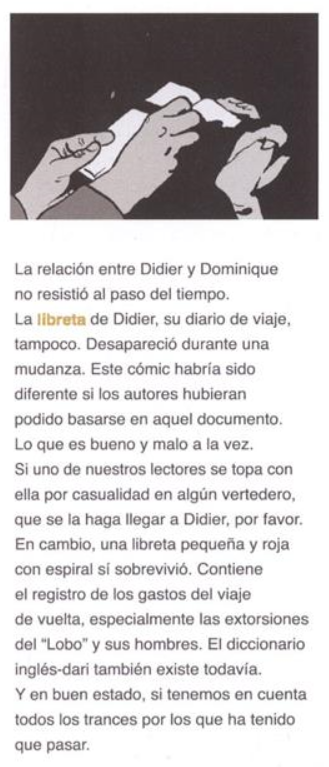 La relación entre Didier y Dominique
no resistió al paso del tiempo.
La libreta de Didier, su diario de viaje,
tampoco. Desapareció durante una
mudanza. Este cómic habría sido
diferente si los autores hubieran
podido basarse en aquel documento.
Lo que es bueno y malo a la vez.
Si uno de nuestros lectores se topa con
ella por casualidad en algún vertedero,
que se la haga llegar a Didier, por favor.
En cambio, una libreta pequeña y roja
con espiral sí sobrevivió. Contiene
el registro de los gastos del viaje
de vuelta, especialmente las extorsiones
del “Lobo” y sus hombres. El diccionario
inglés-dari también existe todavía.
Y en buen estado, si tenemos en cuenta
todos los trances por los que ha tenido
que pasar.